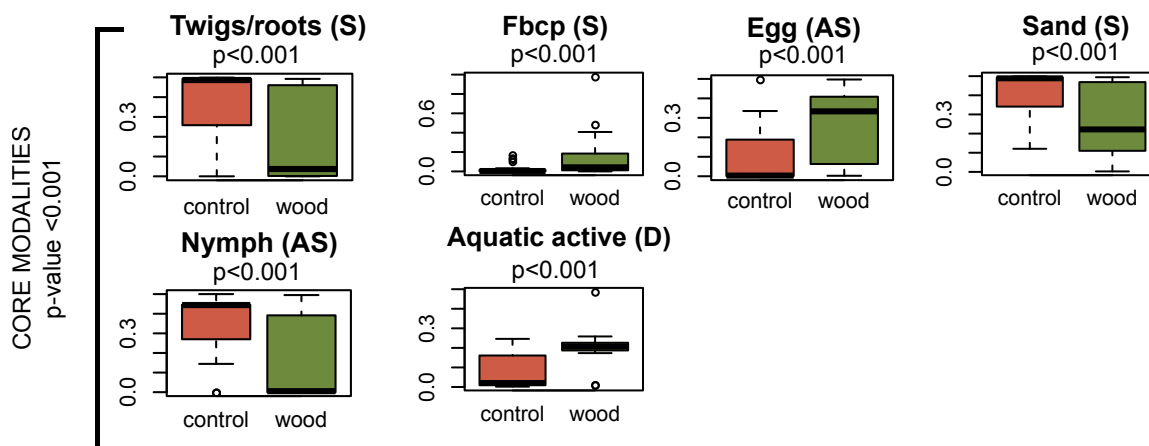 CORE MODALITIES
p-value <0.001
Twigs/roots (S)
p<0.001
0.0 0.3
control wood
Fbcp (S)
p<0.001
0.0 0.6
control wood
Egg (AS)
p<0.001
0.0 0.3
control wood
Sand (S)
p<0.001
0.0 0.3
control wood
Nymph (AS)
p<0.001
0.0 0.3
control wood
Aquatic active (D)
p<0.001
0.0 0.3
control wood